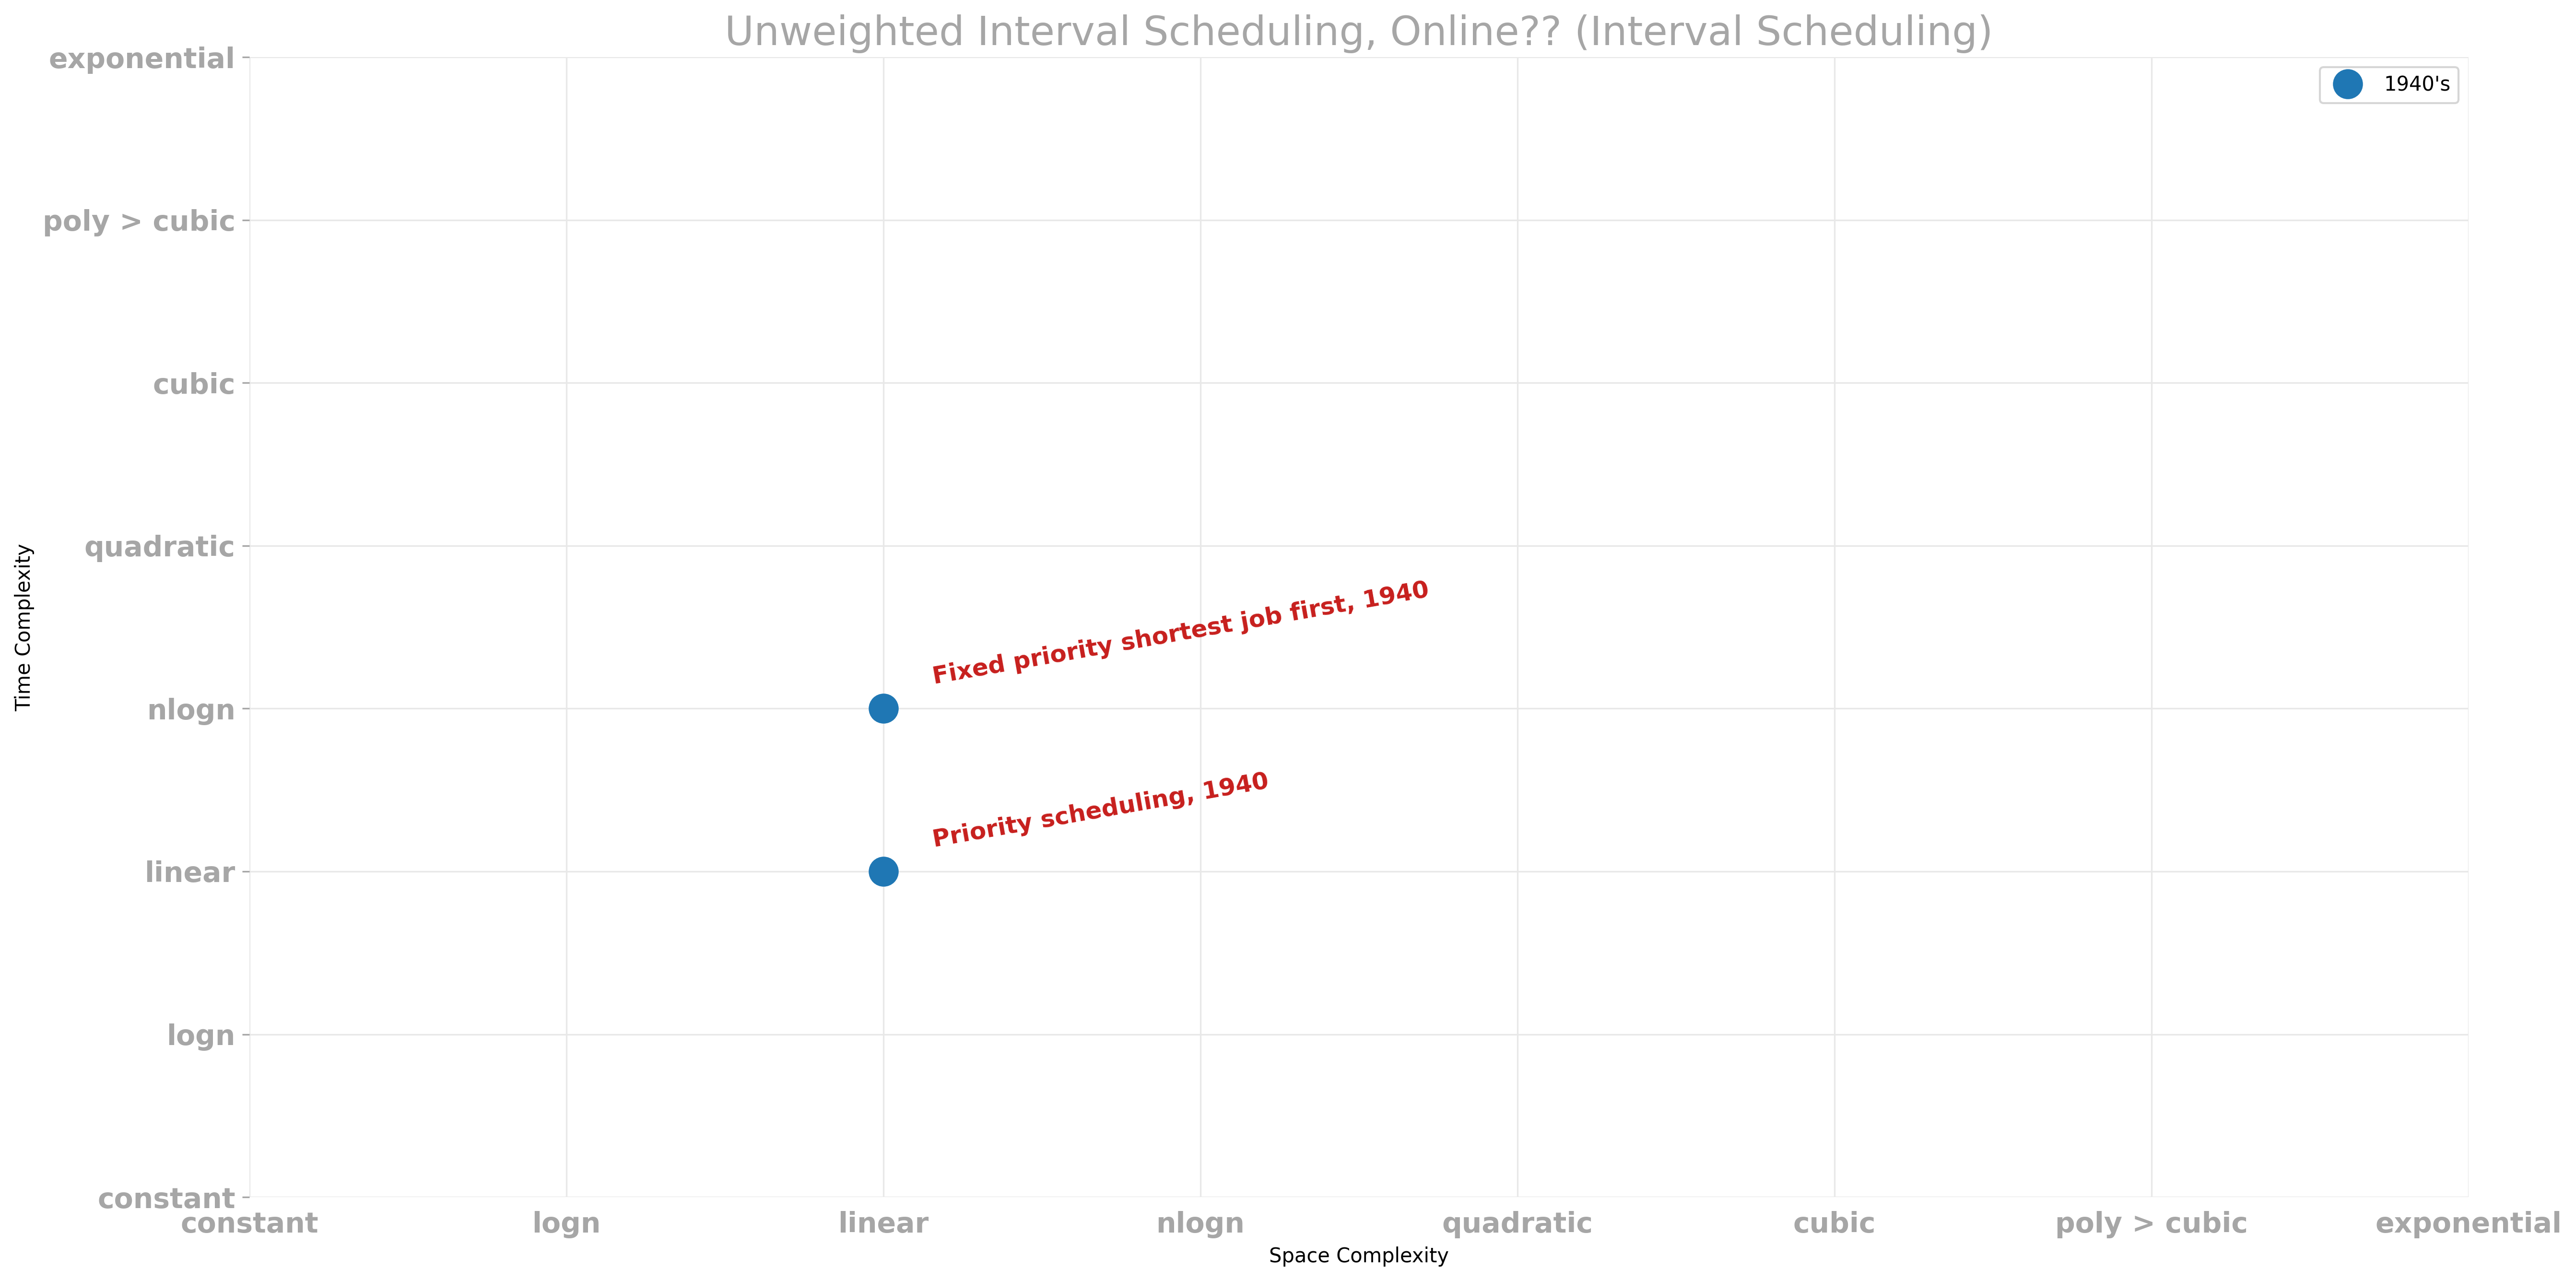 Unweighted Interval Scheduling, Online?? (Interval Scheduling)
exponential
1940's
poly > cubic
cubic
quadratic
Time Complexity
Fixed priority shortest job first, 1940
nlogn
Priority scheduling, 1940
linear
logn
constant
constant
logn
linear
nlogn
quadratic
cubic
poly > cubic
exponential
Space Complexity